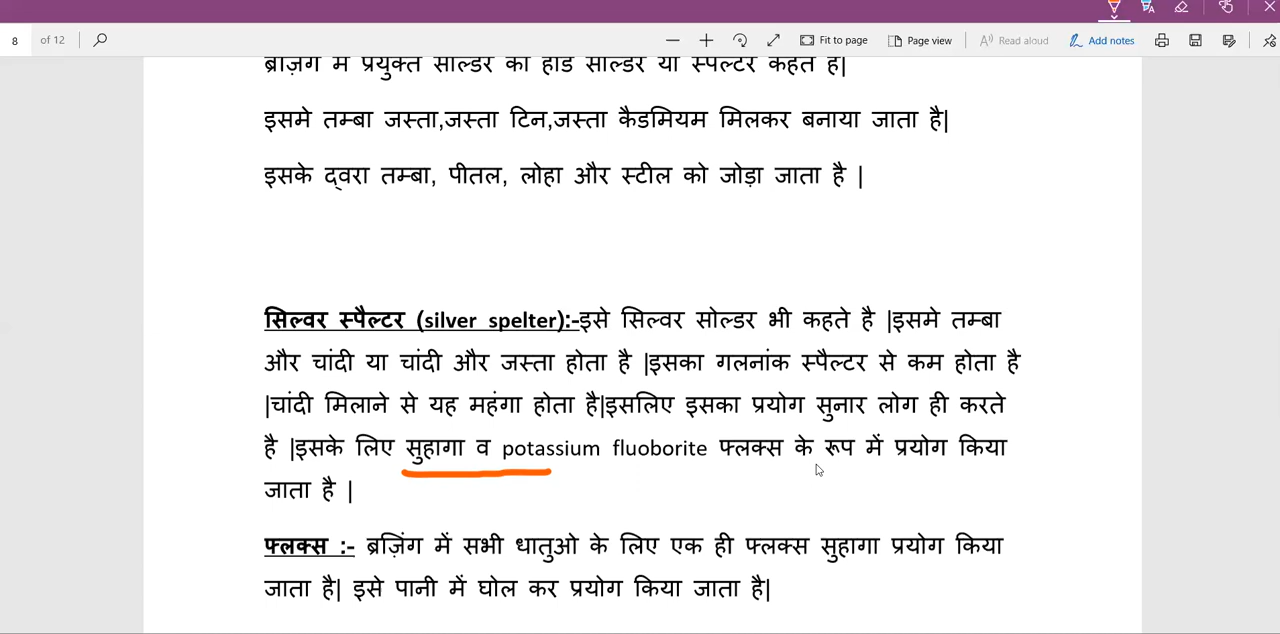 8 of 12 Fit to page Page view Read aloud Add notes
ब्रज़िंग में प्रयुक्त सोल्डर को हार्ड सोल्डर या स्पेल्टर कहते है|
इसमे तम्बा जस्ता,जस्ता टिन,जस्ता कैडमियम मिलकर बनाया जाता है|
इसके द्वरा तम्बा, पीतल, लोहा और स्टील को जोड़ा जाता है |
सिल्वर स्पैल्टर (silver spelter):-इसे सिल्वर सोल्डर भी कहते है |इसमे तम्बा
और चांदी या चांदी और जस्ता होता है |इसका गलनांक स्पैल्टर से कम होता है
|चांदी मिलाने से यह महंगा होता है|इसलिए इसका प्रयोग सुनार लोग ही करते
है |इसके लिए सुहागा व potassium fluoborite फ्लक्स के रूप में प्रयोग किया
जाता है |
फ्लक्स :- ब्रज़िंग में सभी धातुओ के लिए एक ही फ्लक्स सुहागा प्रयोग किया
जाता है| इसे पानी में घोल कर प्रयोग किया जाता है|